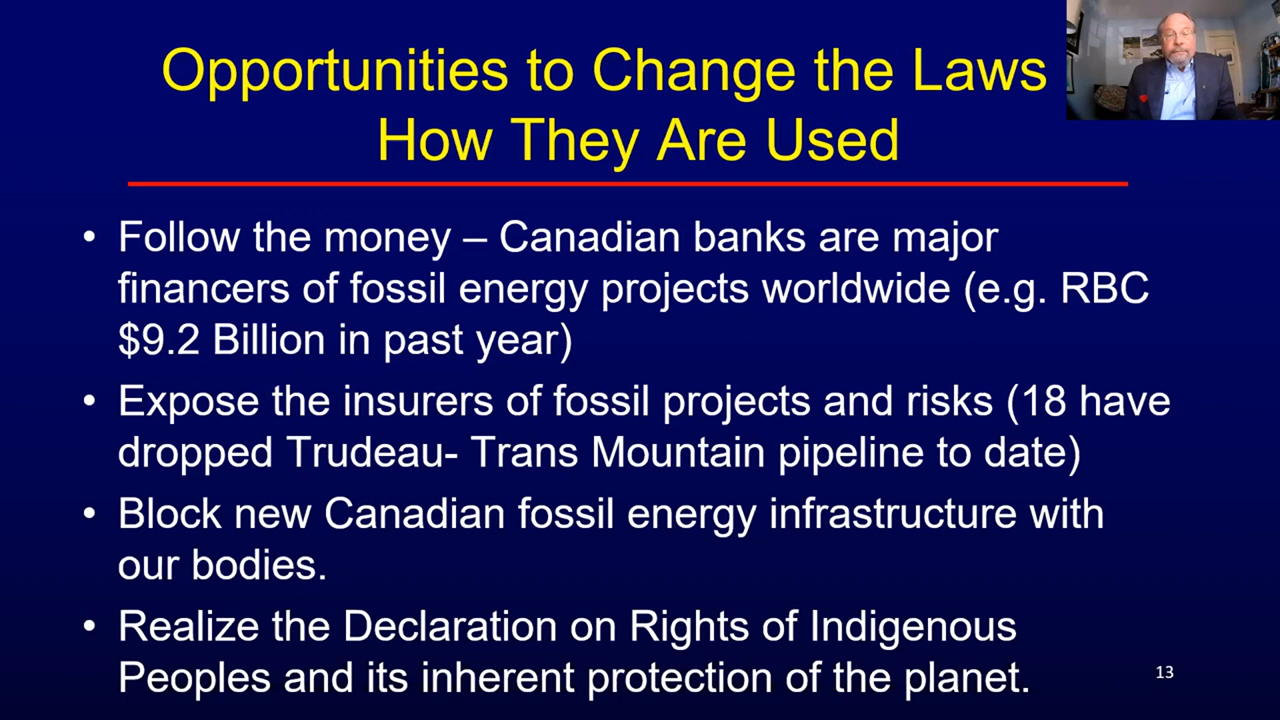 Opportunities to Change the Laws
How They Are Used
• Follow the money – Canadian banks are major
financers of fossil energy projects worldwide (e.g. RBC
$9.2 Billion in past year)
• Expose the insurers of fossil projects and risks (18 have
dropped Trudeau- Trans Mountain pipeline to date)
• Block new Canadian fossil energy infrastructure with
our bodies.
• Realize the Declaration on Rights of Indigenous
Peoples and its inherent protection of the planet.
13